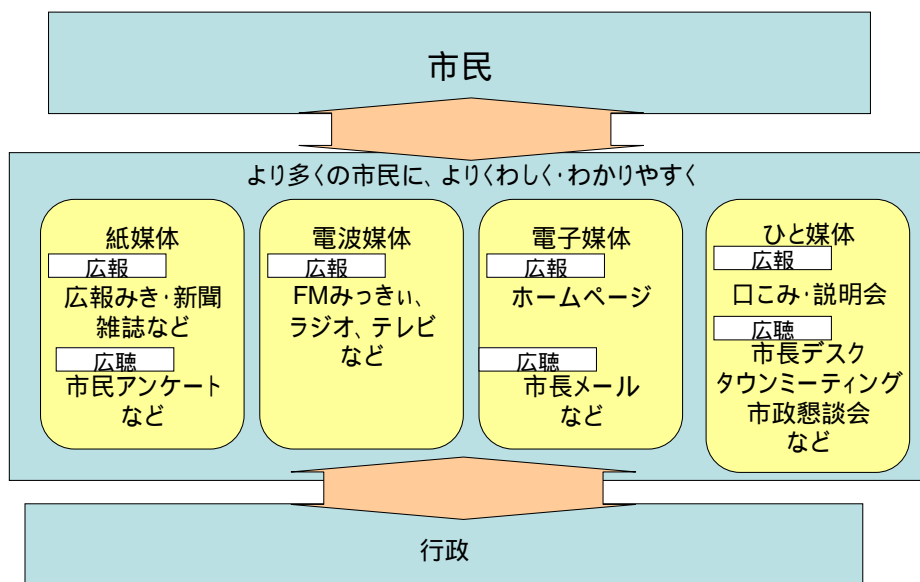 市民
より多くの市民に、よりくわしく・わかりやすく
紙媒体
広報
広報みき・新聞
雑誌など
広聴
市民アンケート
など
電波媒体
広報
FMみっきぃ、
ラジオ、テレビ
など
電子媒体
広報
ホームページ
広聴
市長メール
など
ひと媒体
広報
口こみ・説明会
広聴
市長デスク
タウンミーティング
市政懇談会
など
行政